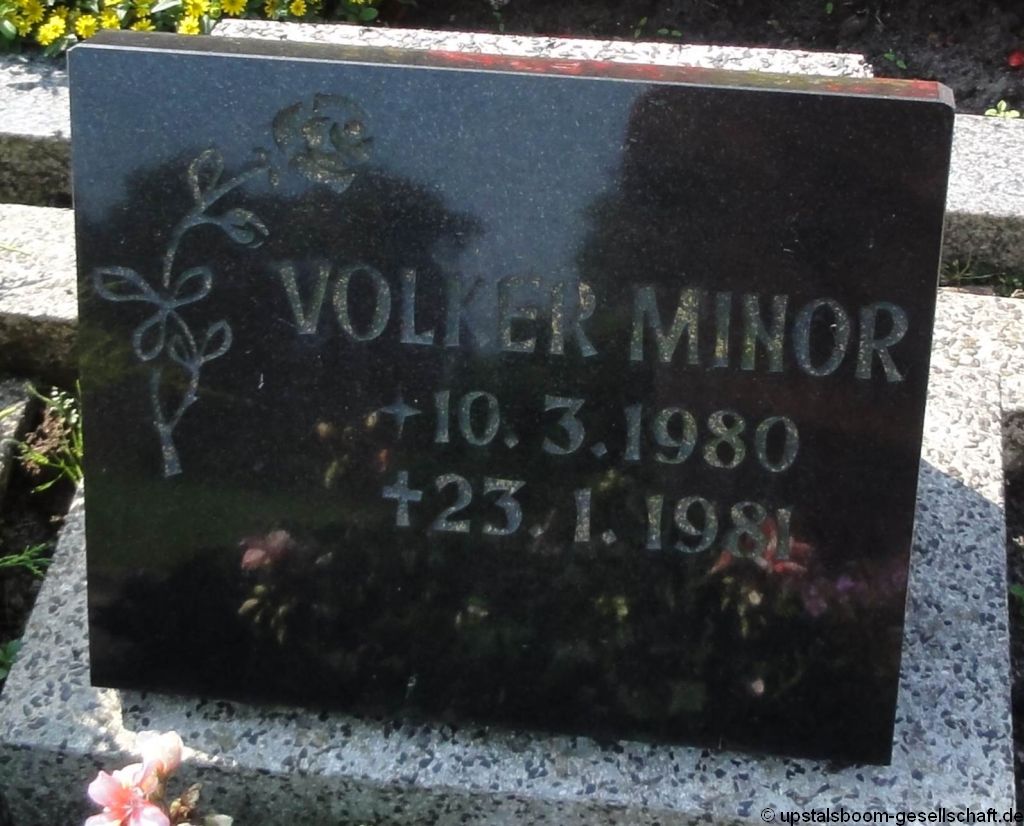 VOLKER MINOR
✦ 10. 3. 1980
✝ 23. 1. 1981
© upstalsboom-gesellschaft.de